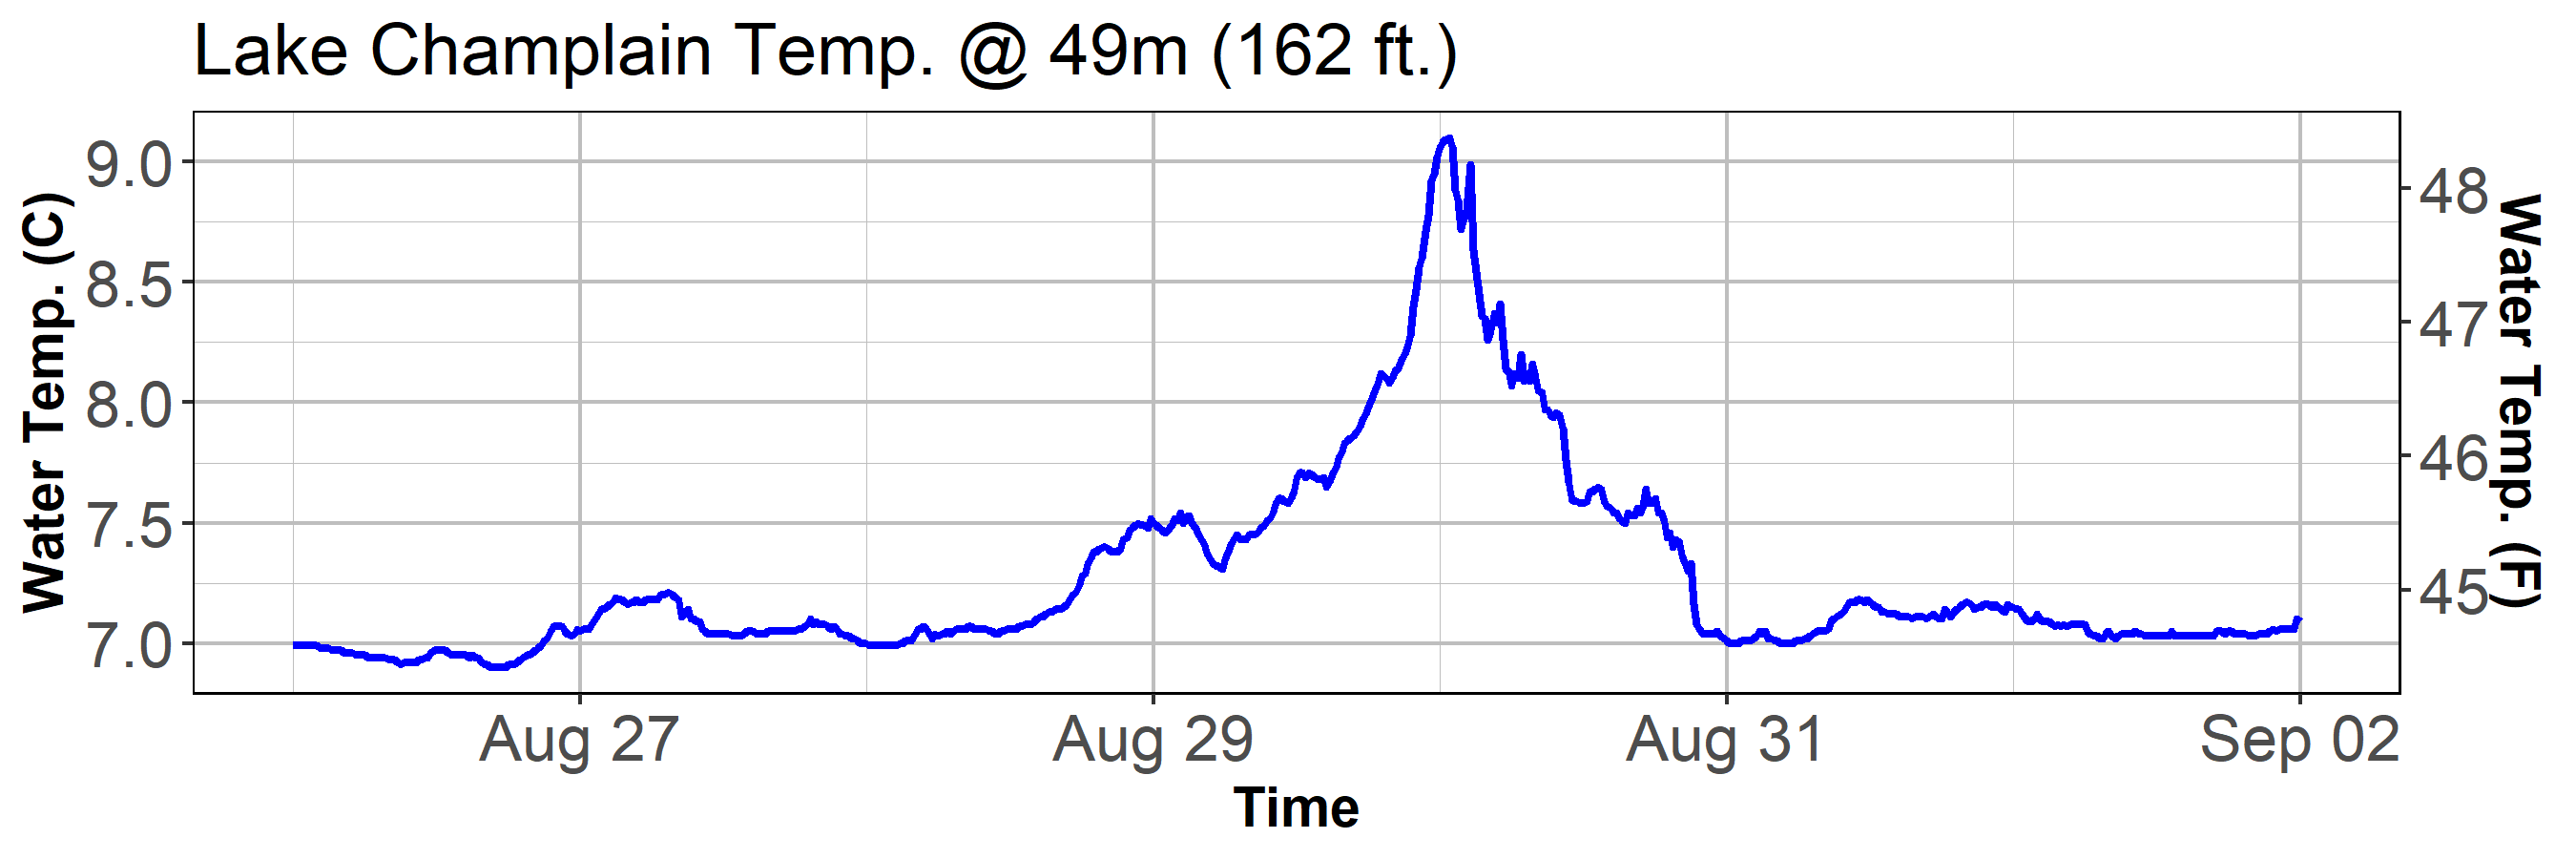 Lake Champlain Temp. @ 49m (162 ft.)
Water Temp. (C)
9.0
8.5
8.0
7.5
7.0
48
47
46
45
Water Temp. (F)
Aug 27 Aug 29 Aug 31 Sep 02
Time